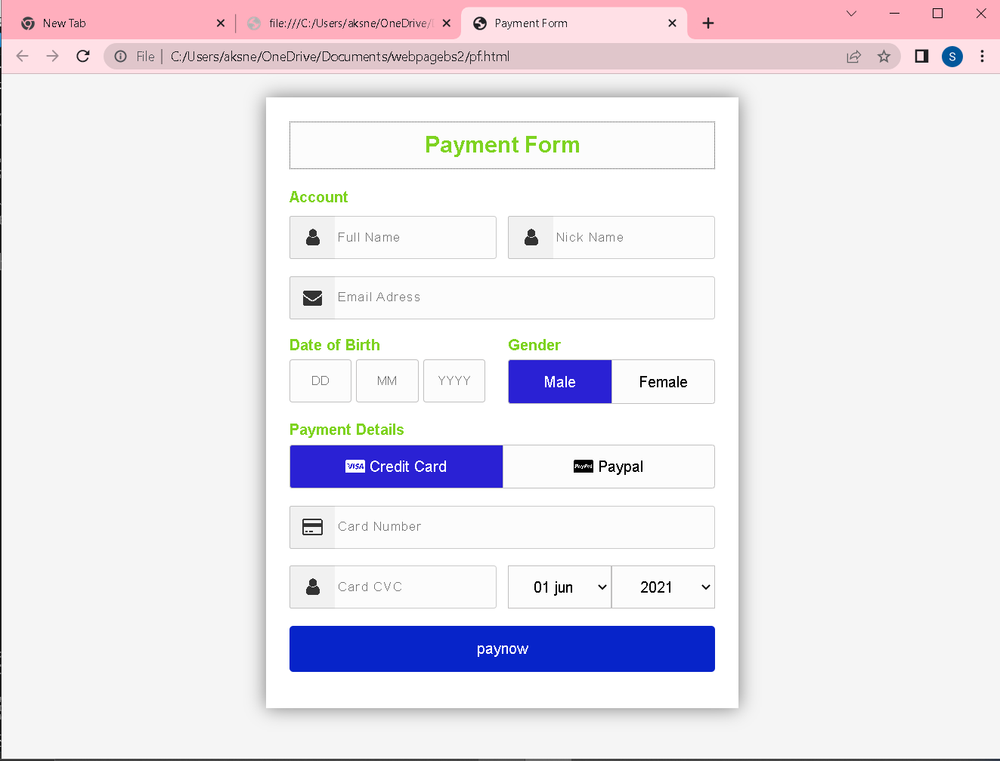 New Tab
file:///C:/Users/aksne/OneDrive/
Payment Form
File | C:/Users/aksne/OneDrive/Documents/webpagebs2/pf.html
S
Payment Form
Account
Full Name
Nick Name
Email Adress
Date of Birth
Gender
DD
MM
YYYY
Male
Female
Payment Details
VISA Credit Card
PayPal Paypal
Card Number
Card CVC
01 jun
2021
paynow